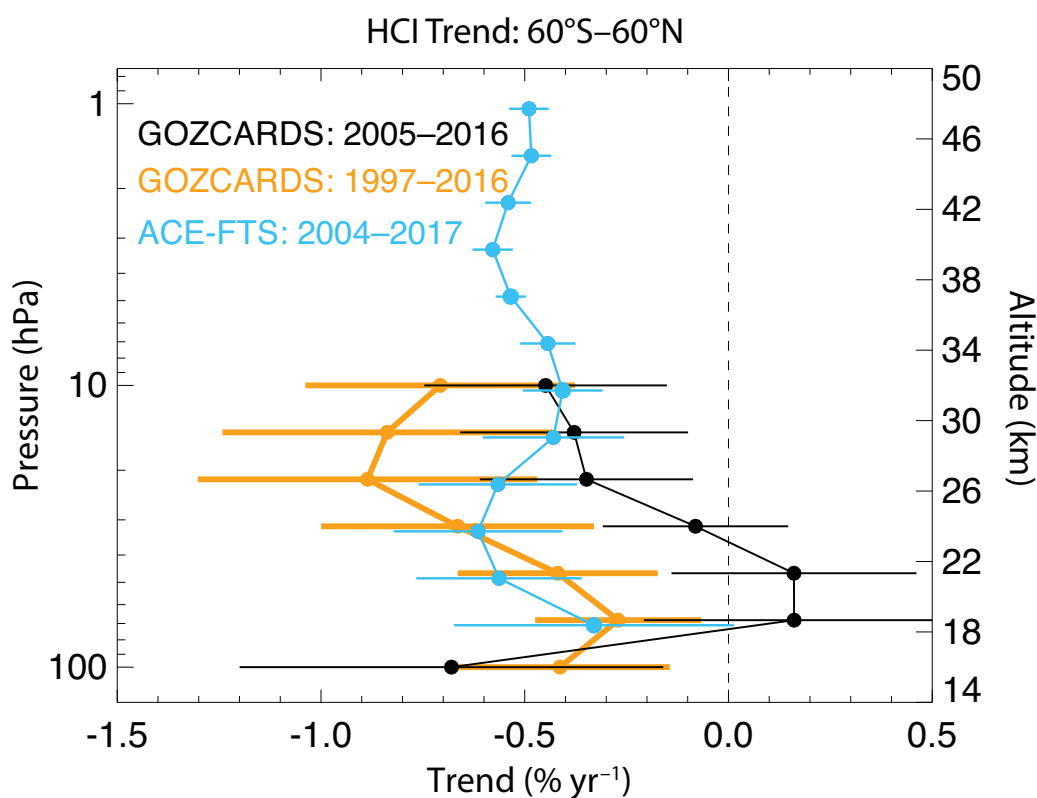 HCl Trend: 60°S–60°N
GOZCARDS: 2005–2016
GOZCARDS: 1997–2016
ACE-FTS: 2004–2017
Pressure (hPa)
1
10
100
Altitude (km)
50
46
42
38
34
30
26
22
18
14
-1.5 -1.0 -0.5 0.0 0.5
Trend (% yr⁻¹)